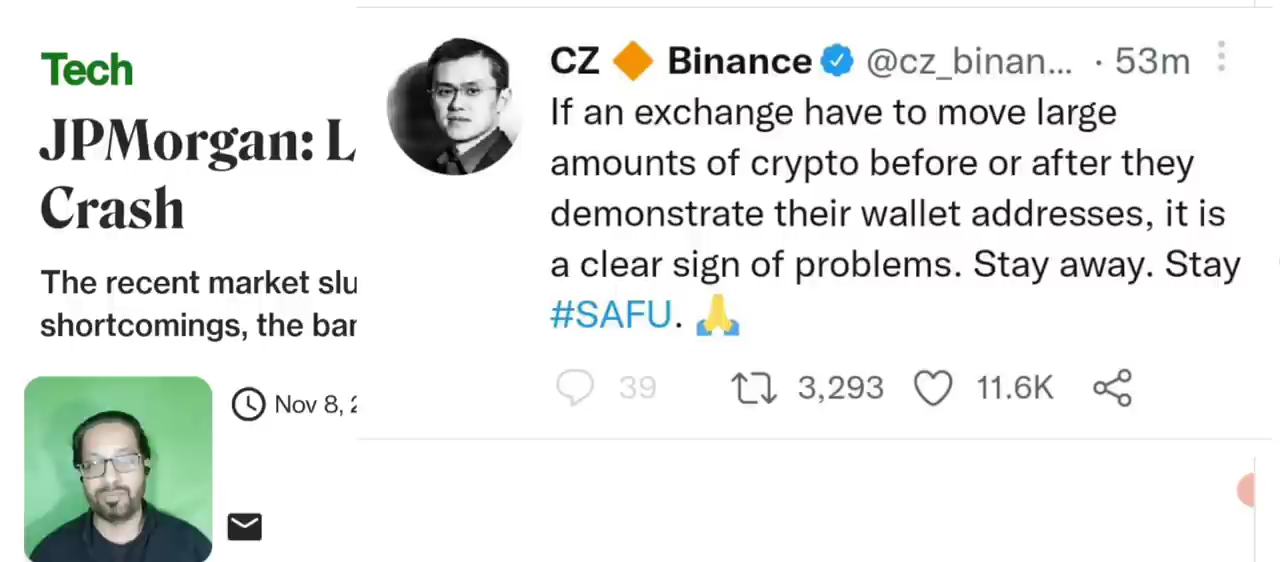 Tech
JPMorgan: L
Crash
The recent market slu
shortcomings, the bar
Nov 8, 2
CZ 🔶 Binance @cz_binan... · 53m
If an exchange have to move large
amounts of crypto before or after they
demonstrate their wallet addresses, it is
a clear sign of problems. Stay away. Stay
#SAFU. 🙏
39 3,293 11.6K